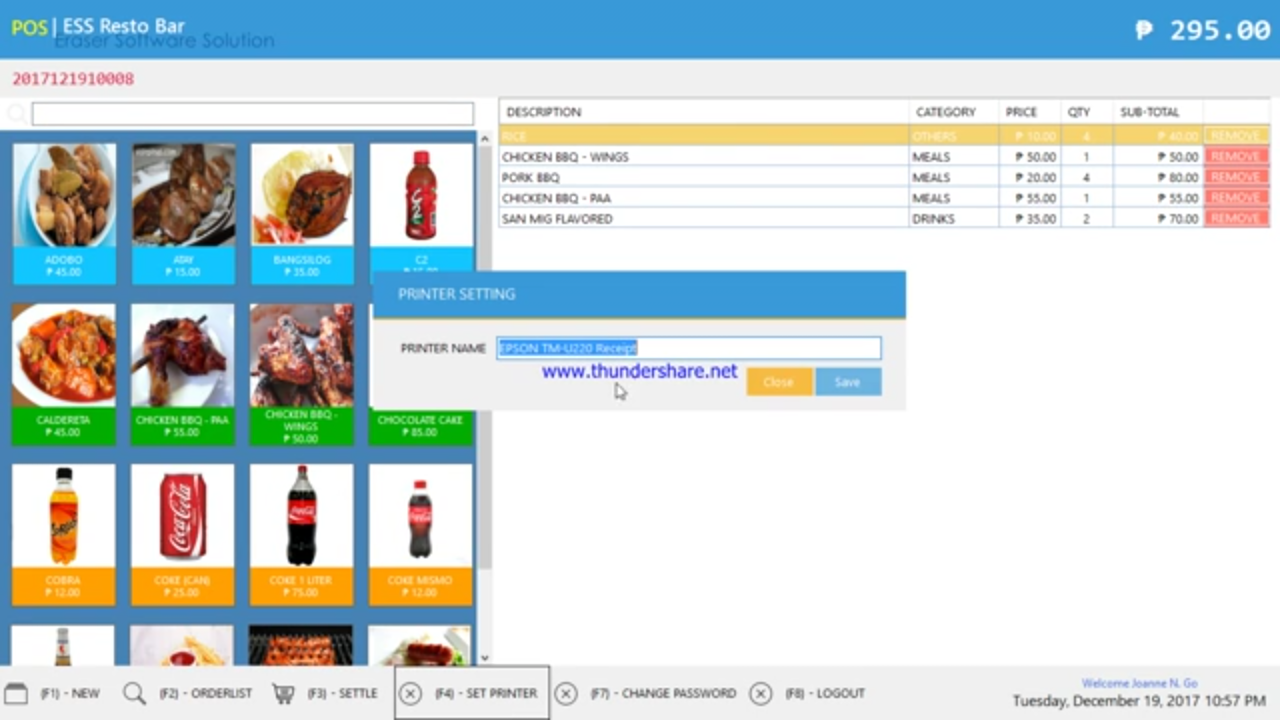 POS | ESS Resto Bar
Eraser Software Solution
₱ 295.00
2017121910008
DESCRIPTION CATEGORY PRICE QTY SUB-TOTAL
RICE OTHERS ₱ 10.00 4 ₱ 40.00 REMOVE
CHICKEN BBQ - WINGS MEALS ₱ 50.00 1 ₱ 50.00 REMOVE
PORK BBQ MEALS ₱ 20.00 4 ₱ 80.00 REMOVE
CHICKEN BBQ - PAA MEALS ₱ 55.00 1 ₱ 55.00 REMOVE
SAN MIG FLAVORED DRINKS ₱ 35.00 2 ₱ 70.00 REMOVE
ADOBO
₱ 45.00
ATAY
₱ 15.00
BANGSILOG
₱ 35.00
C2
PRINTER SETTING
PRINTER NAME EPSON TM-U220 Receipt
www.thundershare.net
Close Save
CALDERETA
₱ 45.00
CHICKEN BBQ - PAA
₱ 55.00
CHICKEN BBQ -
WINGS
₱ 50.00
CHOCOLATE CAKE
₱ 85.00
COBRA
₱ 12.00
COKE (CAN)
₱ 25.00
COKE 1 LITER
₱ 75.00
COKE MISMO
₱ 12.00
(F1) - NEW (F2) - ORDERLIST (F3) - SETTLE (F4) - SET PRINTER (F7) - CHANGE PASSWORD (F8) - LOGOUT
Welcome Joanne N. Go
Tuesday, December 19, 2017 10:57 PM